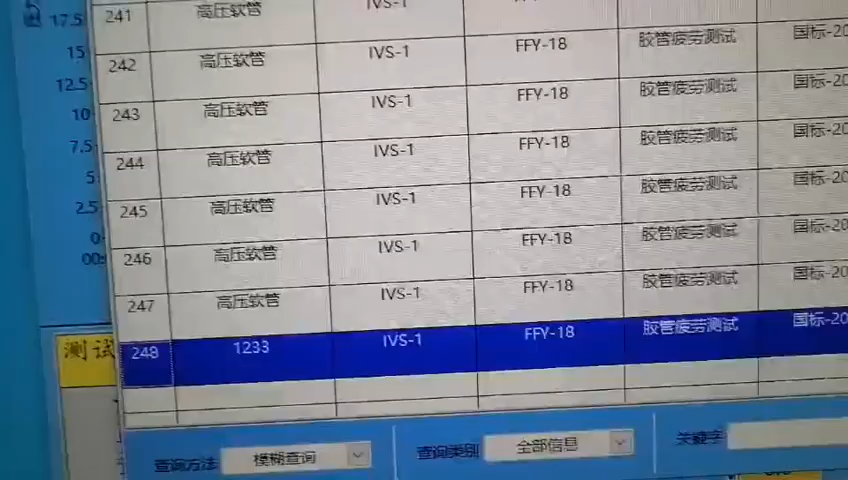 17.5
15
12.5
10
7.5
5
2.5
0
00:
241 高压软管 IVS-1
242 高压软管 IVS-1 FFY-18 胶管疲劳测试 国标-20
243 高压软管 IVS-1 FFY-18 胶管疲劳测试 国标-20
244 高压软管 IVS-1 FFY-18 胶管疲劳测试 国标-20
245 高压软管 IVS-1 FFY-18 胶管疲劳测试 国标-20
246 高压软管 IVS-1 FFY-18 胶管疲劳测试 国标-20
247 高压软管 IVS-1 FFY-18 胶管疲劳测试 国标-20
248 1233 IVS-1 FFY-18 胶管疲劳测试 国标-20
测试
查询方法 模糊查询 查询类别 全部信息 关键字